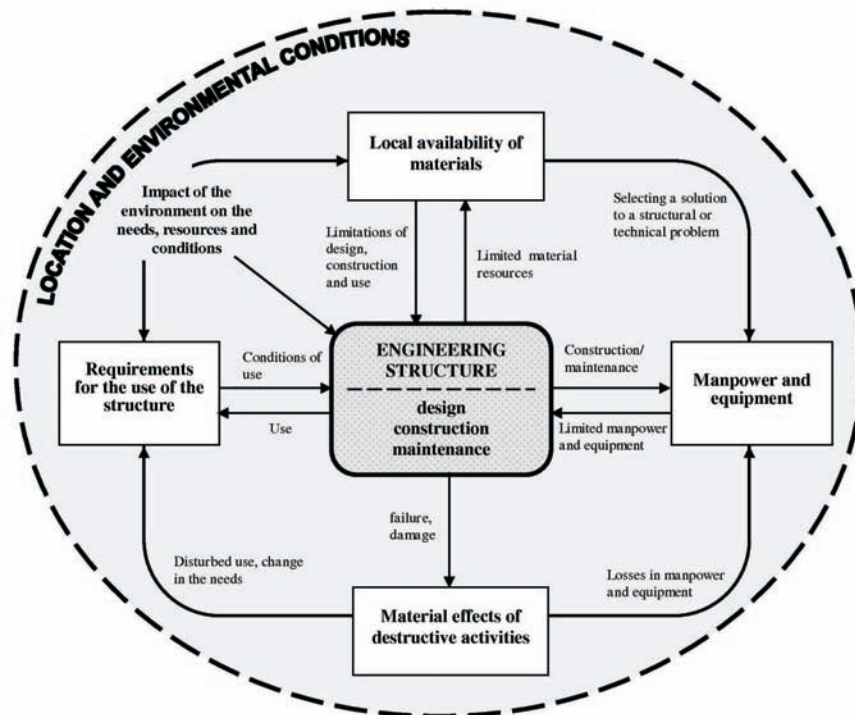 LOCATION AND ENVIRONMENTAL CONDITIONS
Local availability of
materials
Impact of the
environment on the
needs, resources and
conditions
Selecting a solution
to a structural or
technical problem
Limitations of
design,
construction
and use
Limited material
resources
Requirements
for the use of the
structure
Conditions of
use
Use
ENGINEERING
STRUCTURE
design
construction
maintenance
Construction/
maintenance
Limited manpower
and equipment
Manpower and
equipment
failure,
damage
Disturbed use, change
in the needs
Losses in manpower
and equipment
Material effects of
destructive activities